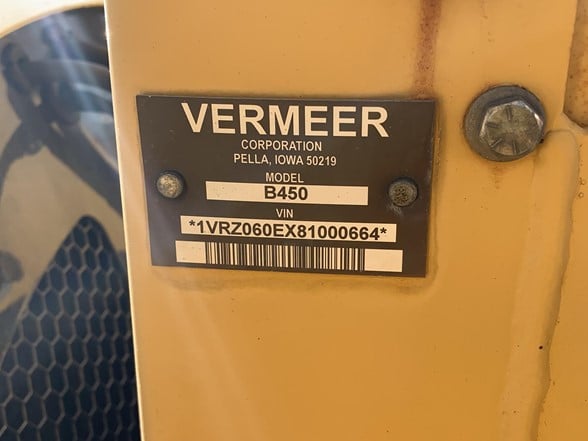 VERMEER
CORPORATION
PELLA, IOWA 50219
MODEL
B450
VIN
*1VRZ060EX81000664*